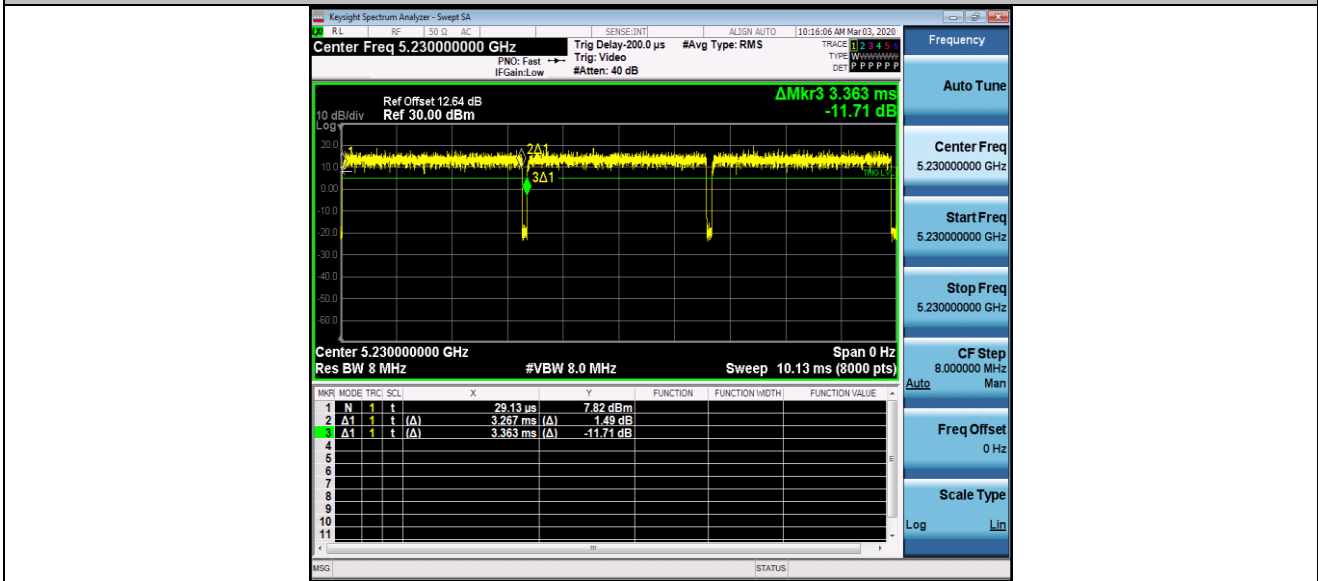 Keysight Spectrum Analyzer - Swept SA
RL RF 50 Ω AC SENSE:INT ALIGN AUTO 10:16:06 AM Mar 03, 2020
Center Freq 5.230000000 GHz
PNO: Fast
IFGain:Low
Trig Delay-200.0 µs #Avg Type: RMS
Trig: Video
#Atten: 40 dB
TRACE 1 2 3 4 5 6
TYPE W
DET P P P P P P
ΔMkr3 3.363 ms
-11.71 dB
Ref Offset 12.64 dB
10 dB/div Ref 30.00 dBm
Log
20.0
10.0
0.00
-10.0
-20.0
-30.0
-40.0
-50.0
-60.0
1
2Δ1
3Δ1
TRIG LVL
Center 5.230000000 GHz Span 0 Hz
Res BW 8 MHz #VBW 8.0 MHz Sweep 10.13 ms (8000 pts)
MKR MODE TRC SCL X Y FUNCTION FUNCTION WIDTH FUNCTION VALUE
1 N 1 t 29.13 µs 7.82 dBm
2 Δ1 1 t (Δ) 3.267 ms (Δ) 1.49 dB
3 Δ1 1 t (Δ) 3.363 ms (Δ) -11.71 dB
4
5
6
7
8
9
10
11
MSG STATUS
Frequency
Auto Tune
Center Freq
5.230000000 GHz
Start Freq
5.230000000 GHz
Stop Freq
5.230000000 GHz
CF Step
8.000000 MHz
Auto Man
Freq Offset
0 Hz
Scale Type
Log Lin